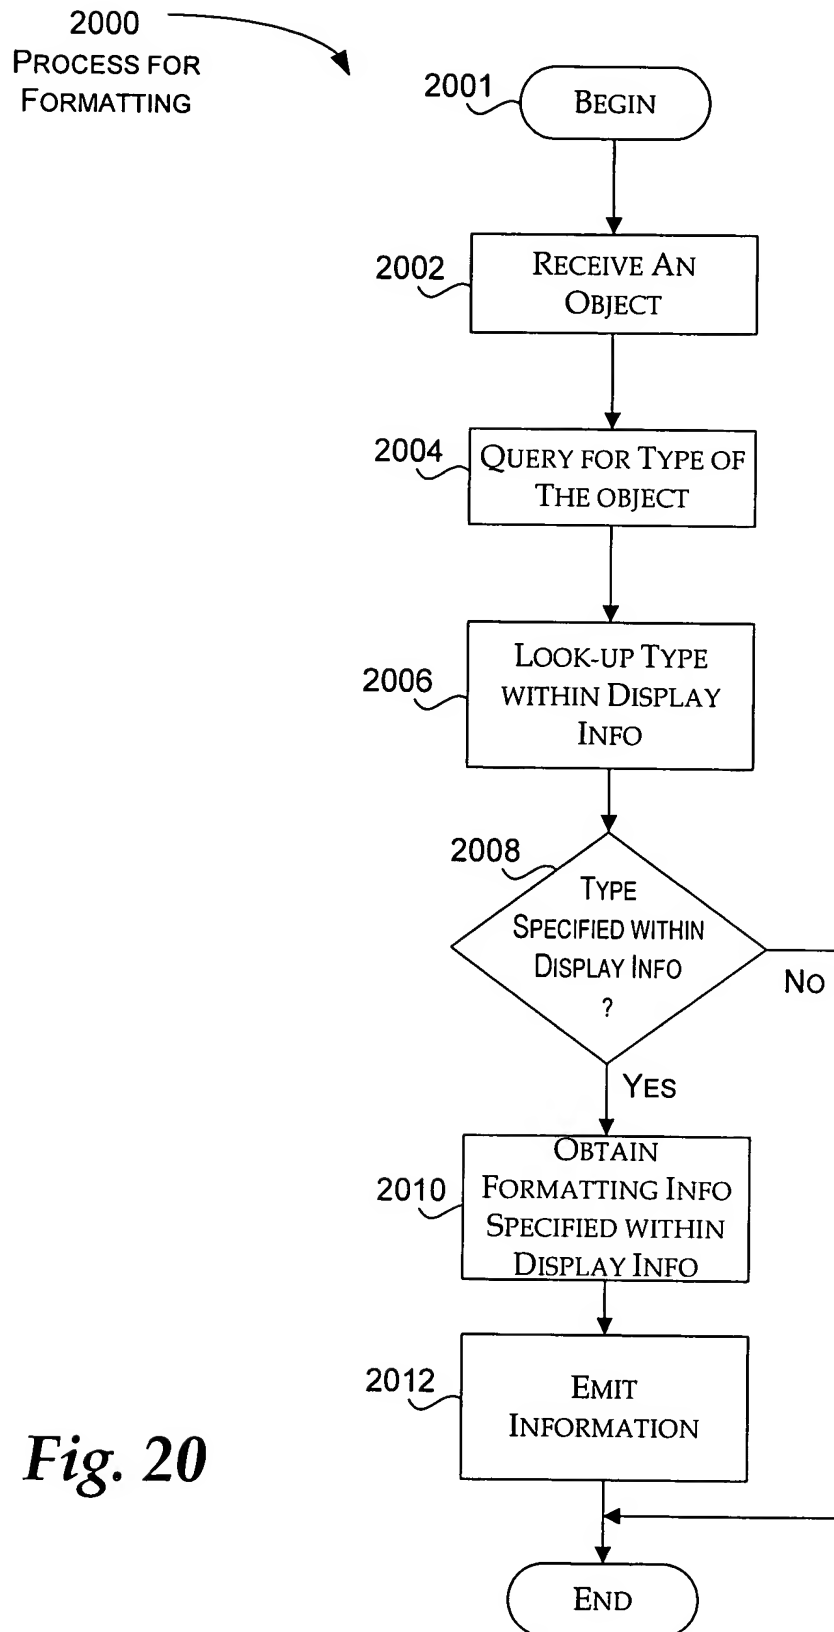 2000
PROCESS FOR
FORMATTING
2001
BEGIN
2002
RECEIVE AN
OBJECT
2004
QUERY FOR TYPE OF
THE OBJECT
2006
LOOK-UP TYPE
WITHIN DISPLAY
INFO
2008
TYPE
SPECIFIED WITHIN
DISPLAY INFO
?
NO
YES
2010
OBTAIN
FORMATTING INFO
SPECIFIED WITHIN
DISPLAY INFO
2012
EMIT
INFORMATION
Fig. 20
END